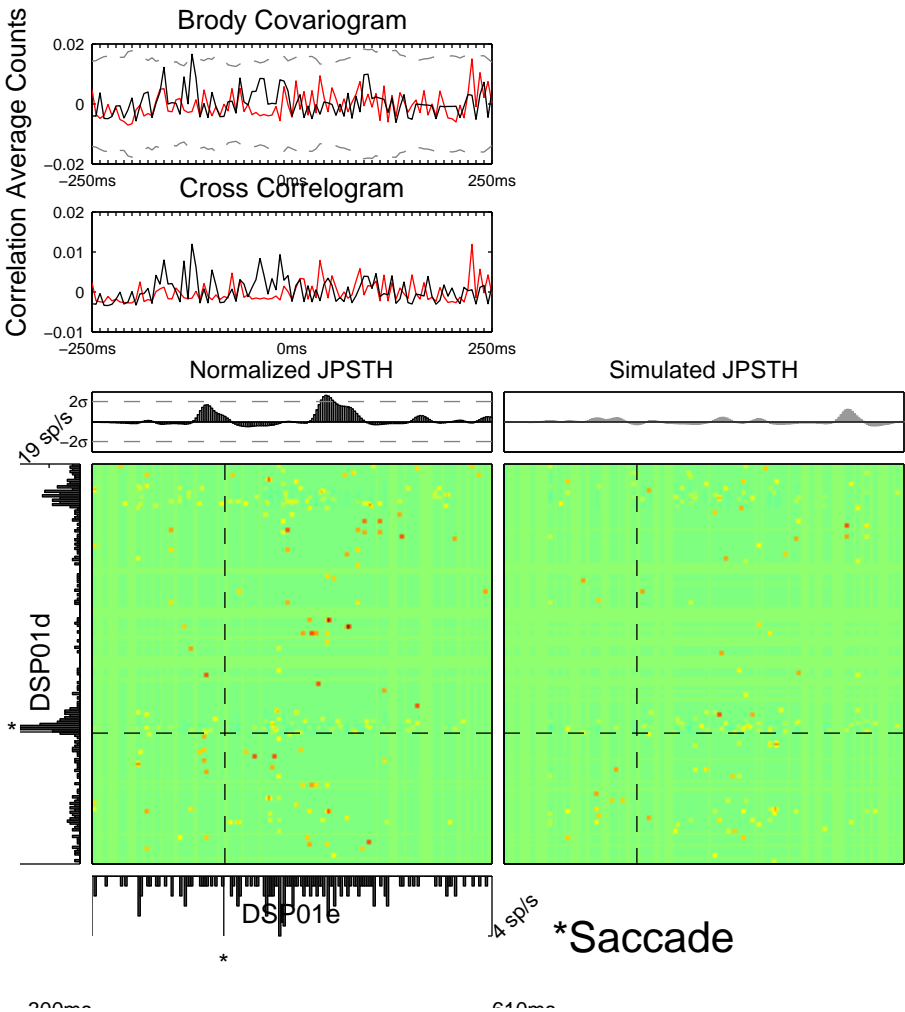 Brody Covariogram
Correlation Average Counts
0.02
0
−0.02
−250ms
0ms
250ms
Cross Correlogram
0.02
0.01
0
−0.01
−250ms
0ms
250ms
Normalized JPSTH
Simulated JPSTH
2σ
−2σ
19 sp/s
DSP01d
*
DSP01e
-4 sp/s
*
*Saccade